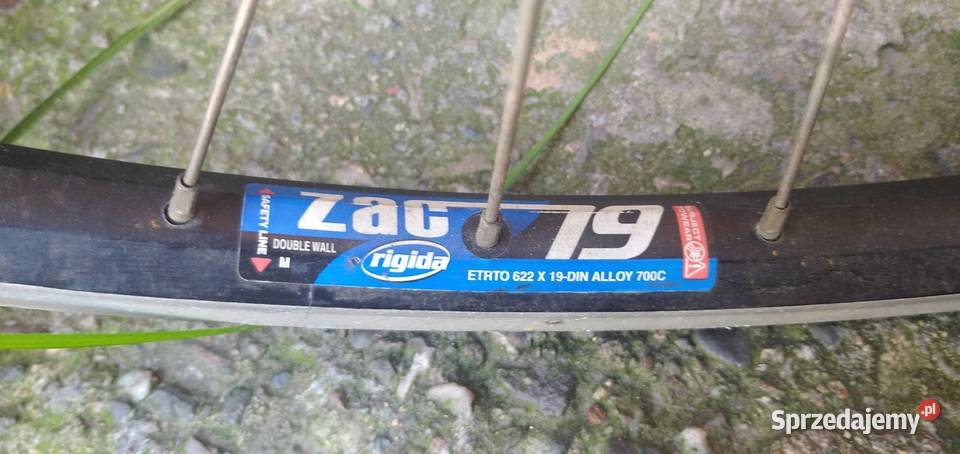 zac 19
SAFETY LINE
DOUBLE WALL
M
rigida
ETRTO 622 X 19-DIN ALLOY 700C
Sprzedajemy.pl